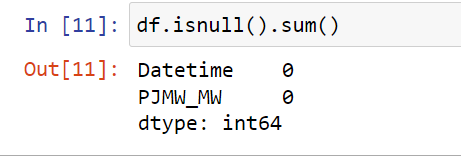 In [11]: df.isnull().sum()
Out[11]: Datetime    0
PJMW_MW     0
dtype: int64